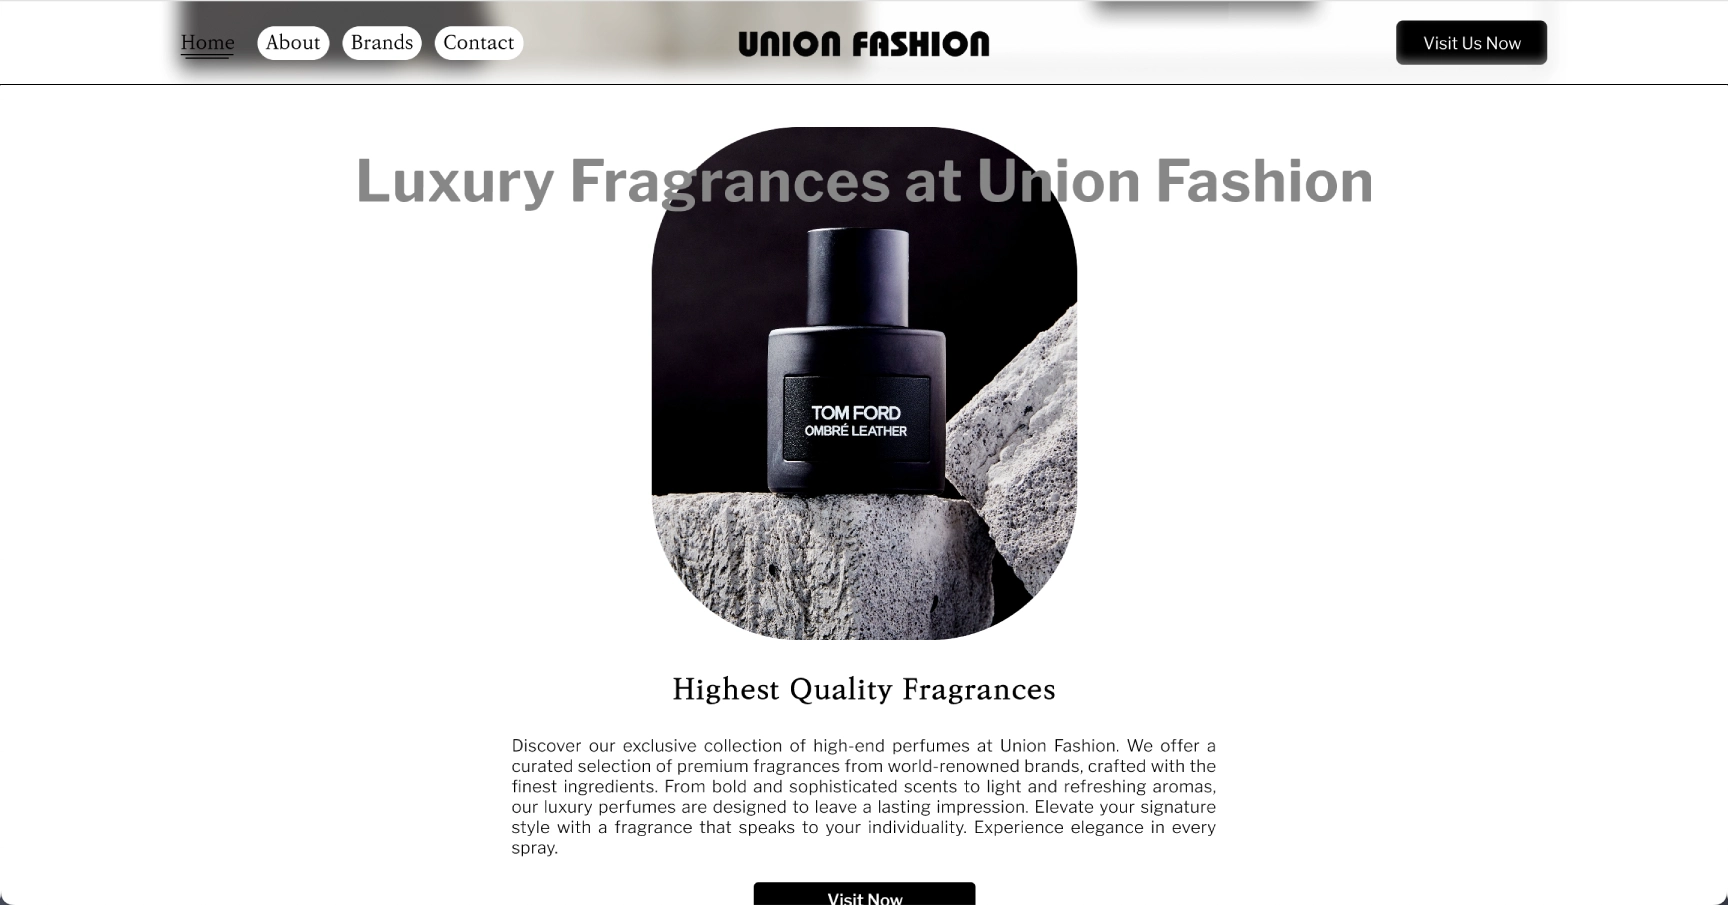 Home About Brands Contact UNION FASHION Visit Us Now
Luxury Fragrances at Union Fashion
TOM FORD
OMBRÉ LEATHER
Highest Quality Fragrances
Discover our exclusive collection of high-end perfumes at Union Fashion. We offer a
curated selection of premium fragrances from world-renowned brands, crafted with the
finest ingredients. From bold and sophisticated scents to light and refreshing aromas,
our luxury perfumes are designed to leave a lasting impression. Elevate your signature
style with a fragrance that speaks to your individuality. Experience elegance in every
spray.
Visit Now